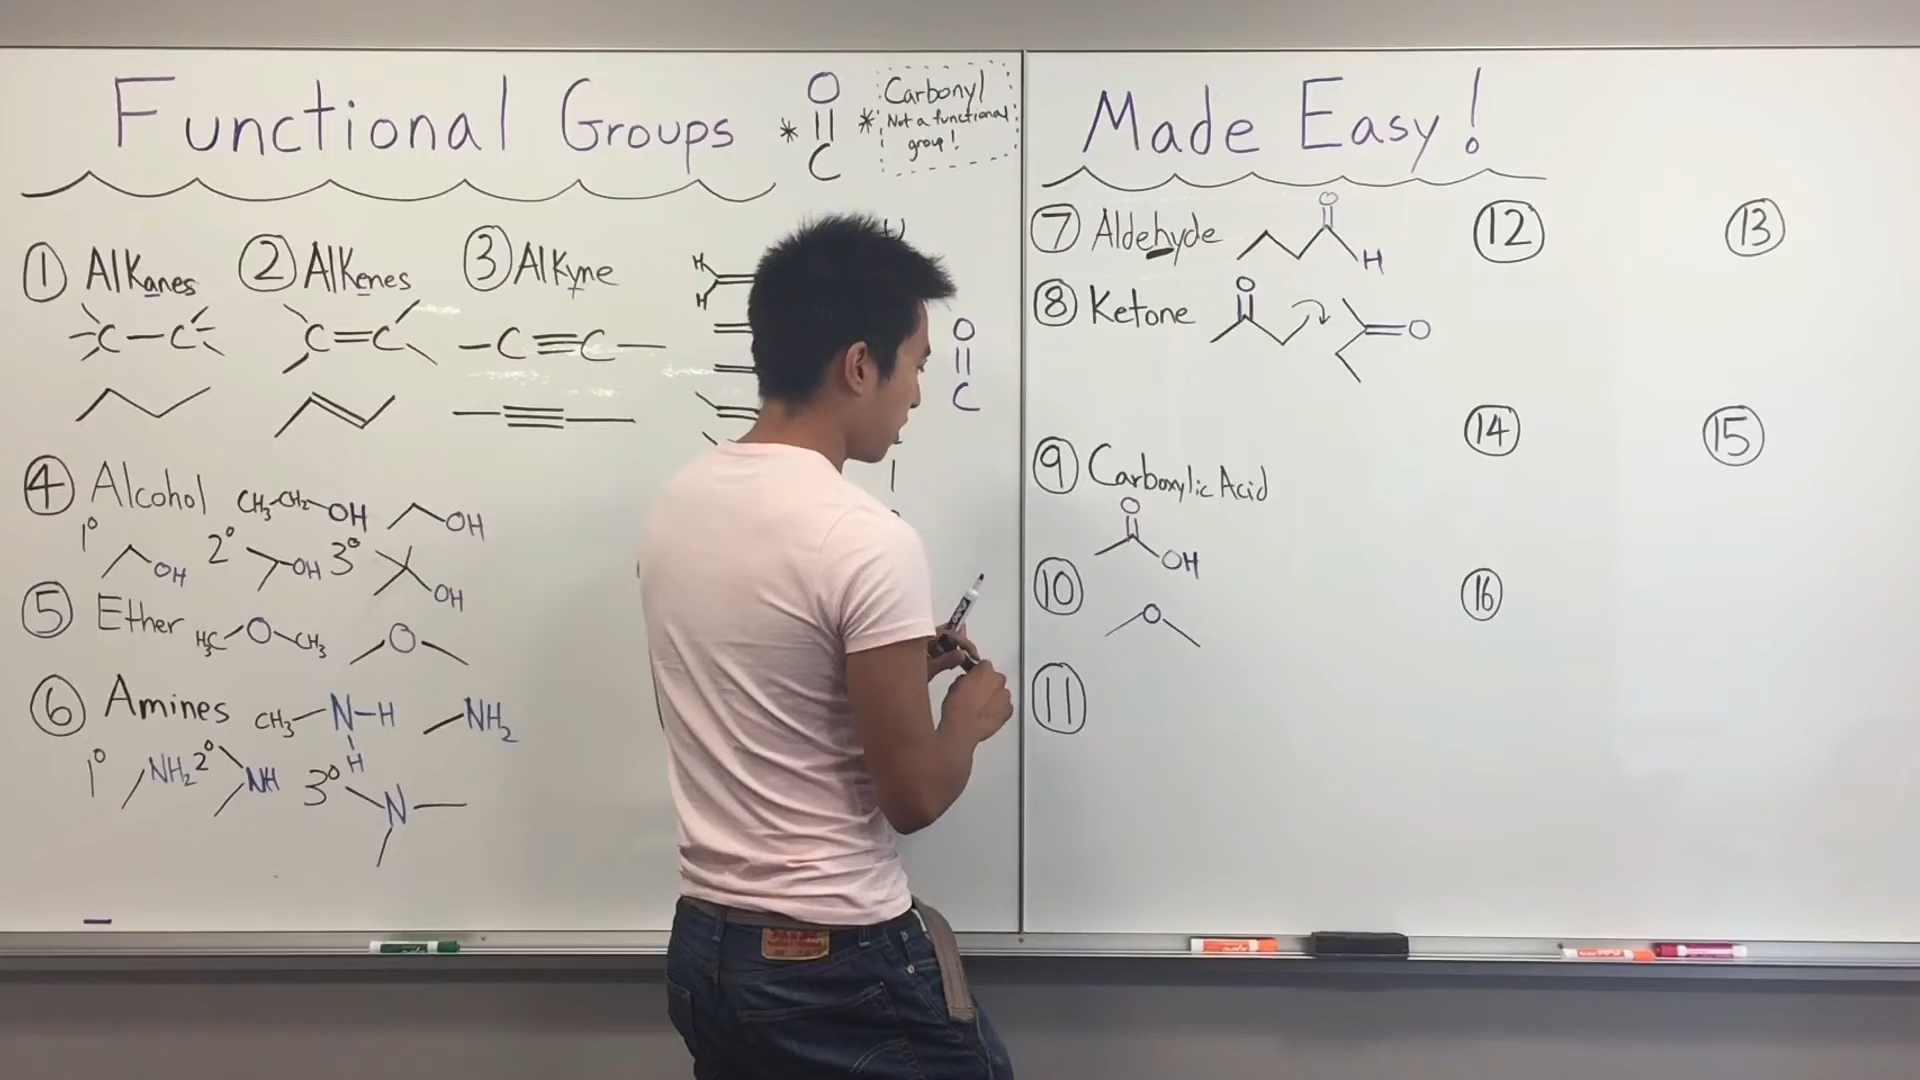 Functional Groups
O
* || C
Carbonyl
* Not a functional
group!
Made Easy!
① Alkanes
② Alkenes
③ Alkyne
C-C
C=C
-C≡C-
H
H
O
||
C
④ Alcohol CH3-CH2-OH
OH
1° OH 2° OH 3° OH
⑤ Ether H3C-O-CH3
O
⑥ Amines CH3-N-H
H
NH2
1° NH2 2° NH 3° N
⑦ Aldehyde
O
H
⑧ Ketone
O
=O
⑨ Carboxylic Acid
O
OH
⑩ O
⑪
⑫
⑬
⑭
⑮
⑯